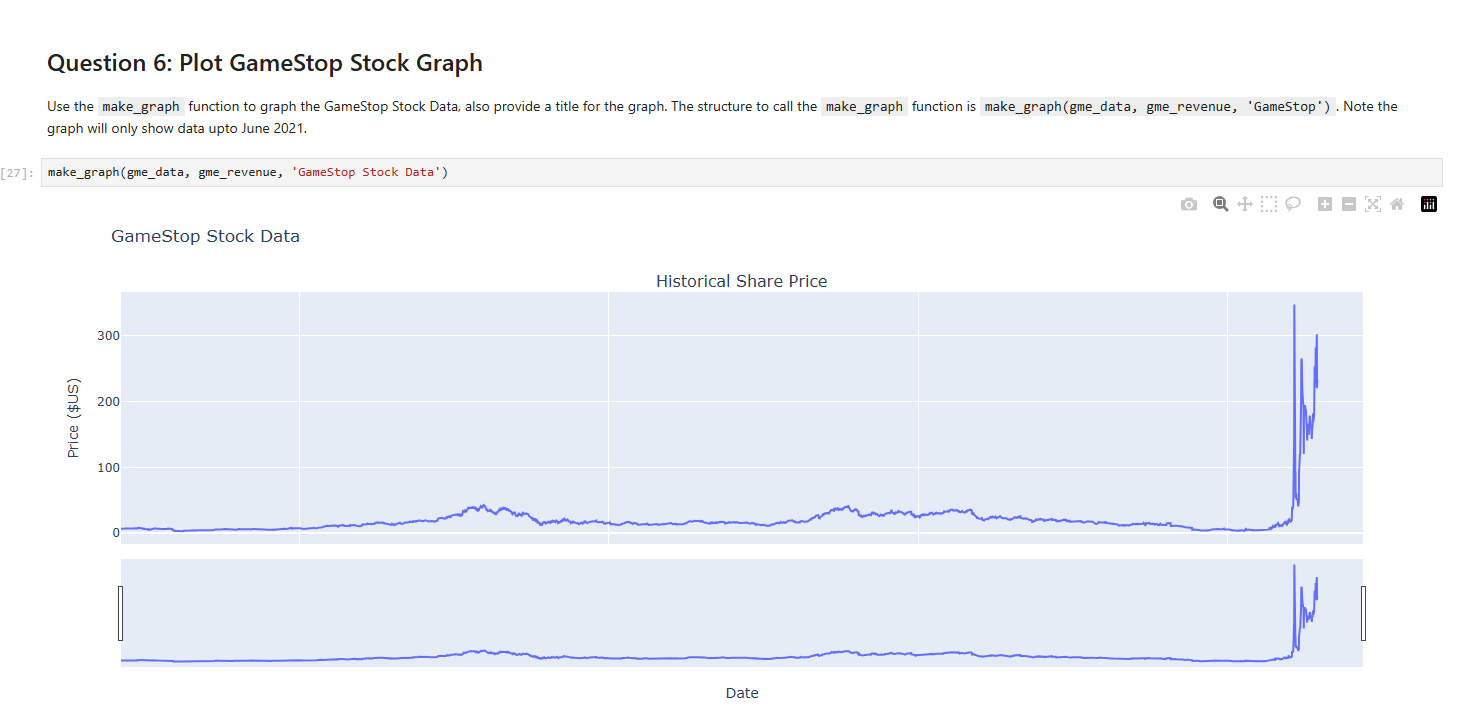 Question 6: Plot GameStop Stock Graph
Use the make_graph function to graph the GameStop Stock Data, also provide a title for the graph. The structure to call the make_graph function is make_graph(gme_data, gme_revenue, 'GameStop'). Note the
graph will only show data upto June 2021.
[27]: make_graph(gme_data, gme_revenue, 'GameStop Stock Data')
GameStop Stock Data
Historical Share Price
300
200
100
0
Price ($US)
Date